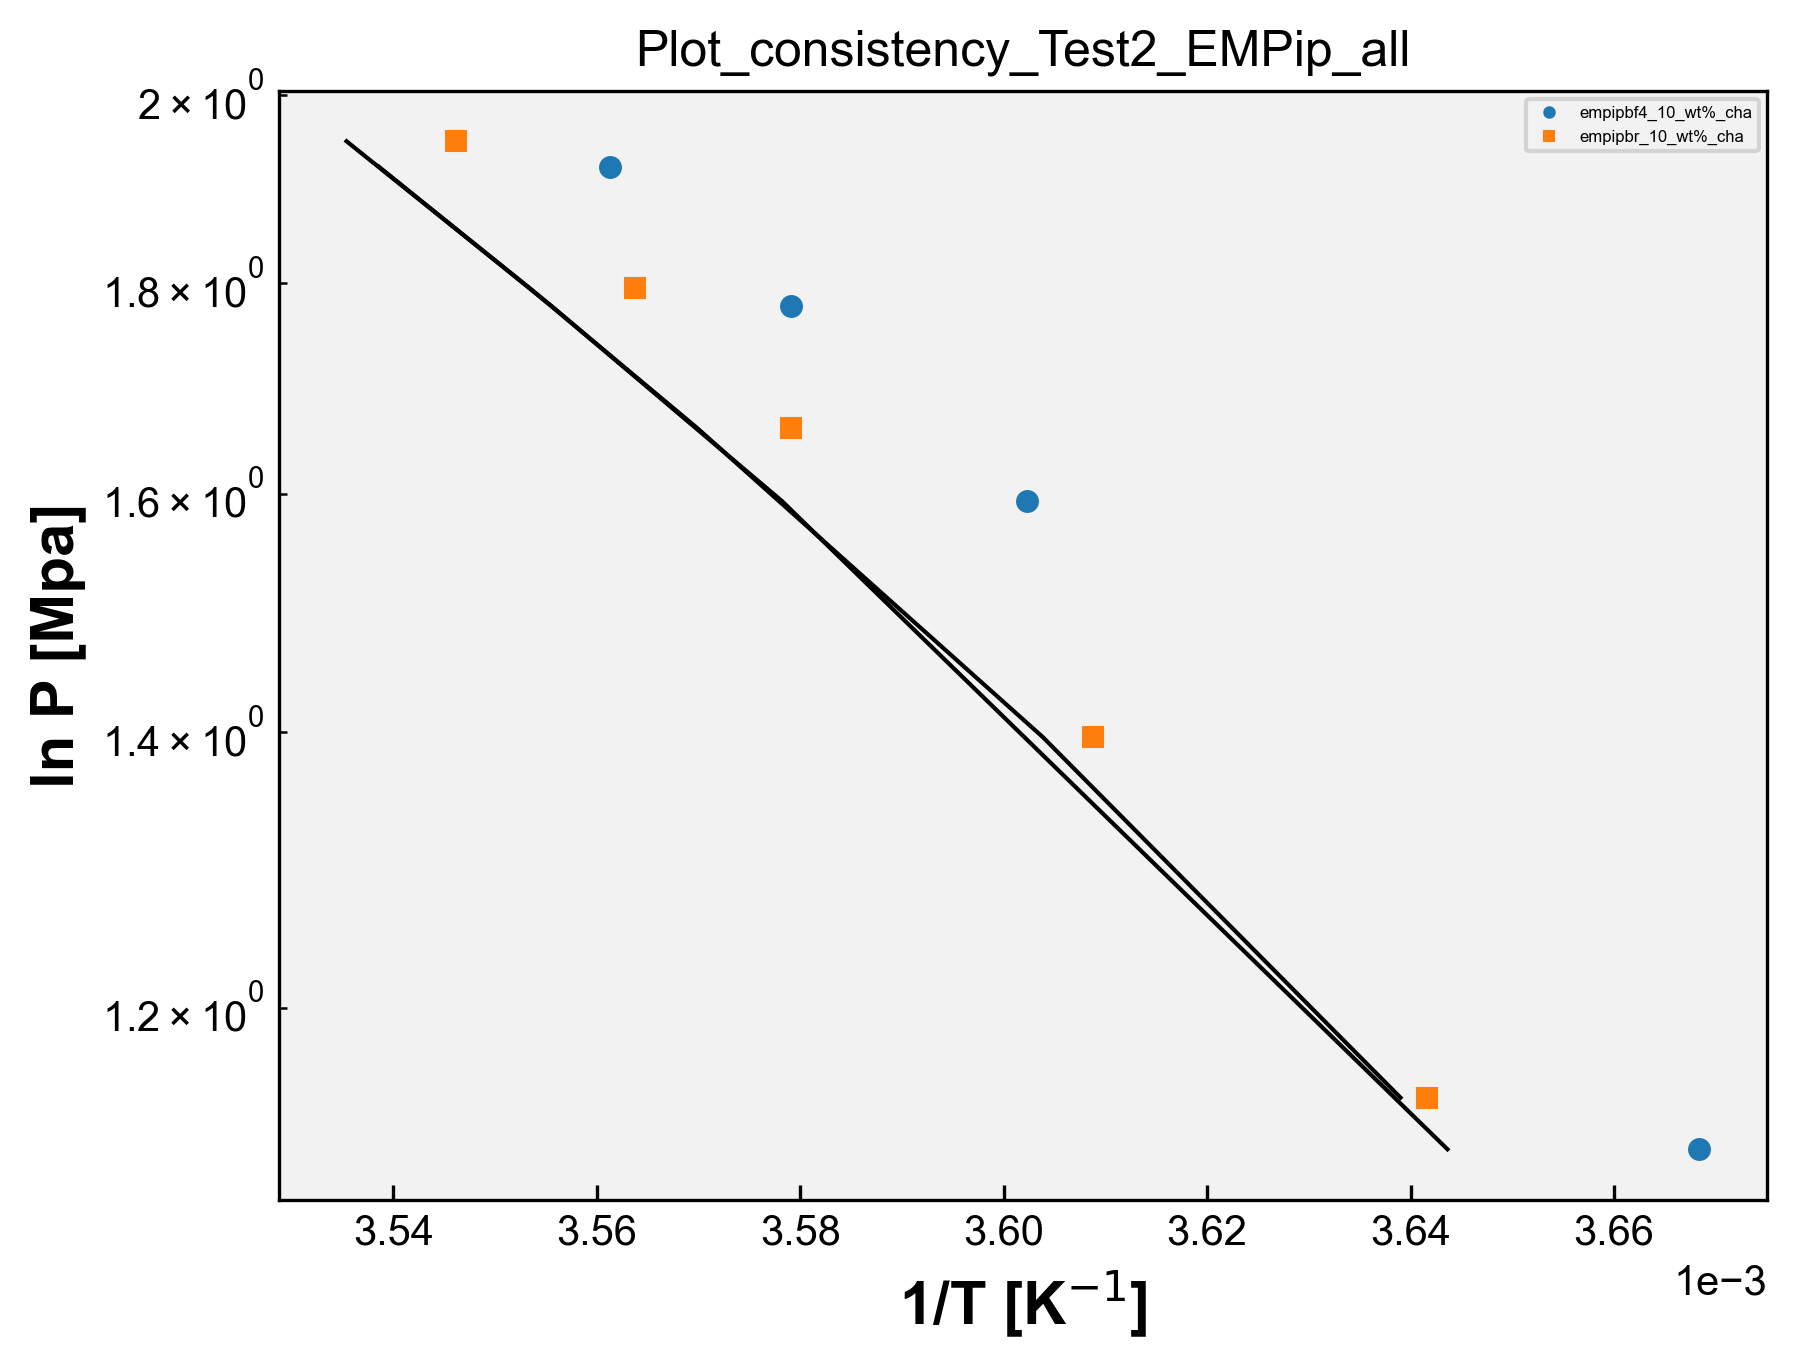 Plot_consistency_Test2_EMPip_all
empipbf4_10_wt%_cha
empipbr_10_wt%_cha
2 × 10⁰
1.8 × 10⁰
1.6 × 10⁰
1.4 × 10⁰
1.2 × 10⁰
ln P [Mpa]
3.54 3.56 3.58 3.60 3.62 3.64 3.66
1e−3
1/T [K⁻¹]